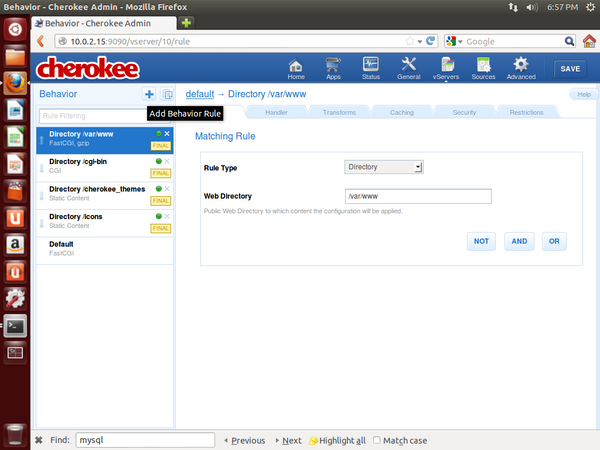 Behavior - Cherokee Admin - Mozilla Firefox
6:57 PM
Behavior - Cherokee Admin
10.0.2.15:9090/vserver/10/rule
Google
cherokee
Home
Apps
Status
General
vServers
Sources
Advanced
SAVE
Behavior
default → Directory /var/www
Help
Rule Filtering
Add Behavior Rule
Handler
Transforms
Caching
Security
Restrictions
Directory /var/www
FastCGI, gzip
FINAL
Directory /cgi-bin
CGI
FINAL
Directory /cherokee_themes
Static Content
FINAL
Directory /icons
Static Content
FINAL
Default
FastCGI
Matching Rule
Rule Type
Directory
Web Directory
/var/www
Public Web Directory to which content the configuration will be applied.
NOT
AND
OR
Find:
mysql
Previous
Next
Highlight all
Match case